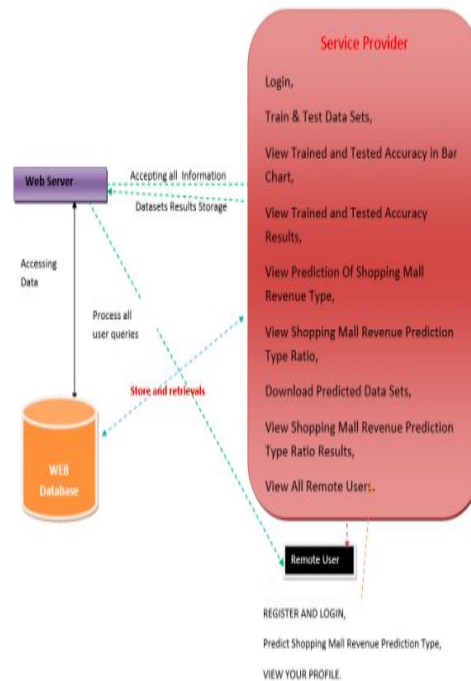 Service Provider
Login,
Train & Test Data Sets,
View Trained and Tested Accuracy in Bar
Chart,
View Trained and Tested Accuracy
Results,
View Prediction Of Shopping Mall
Revenue Type,
View Shopping Mall Revenue Prediction
Type Ratio,
Download Predicted Data Sets,
View Shopping Mall Revenue Prediction
Type Ratio Results,
View All Remote Users.
Web Server
Accepting all Information
Datasets Results Storage
Accessing
Data
Process all
user queries
Store and retrievals
WEB
Database
Remote User
REGISTER AND LOGIN,
Predict Shopping Mall Revenue Prediction Type,
VIEW YOUR PROFILE.